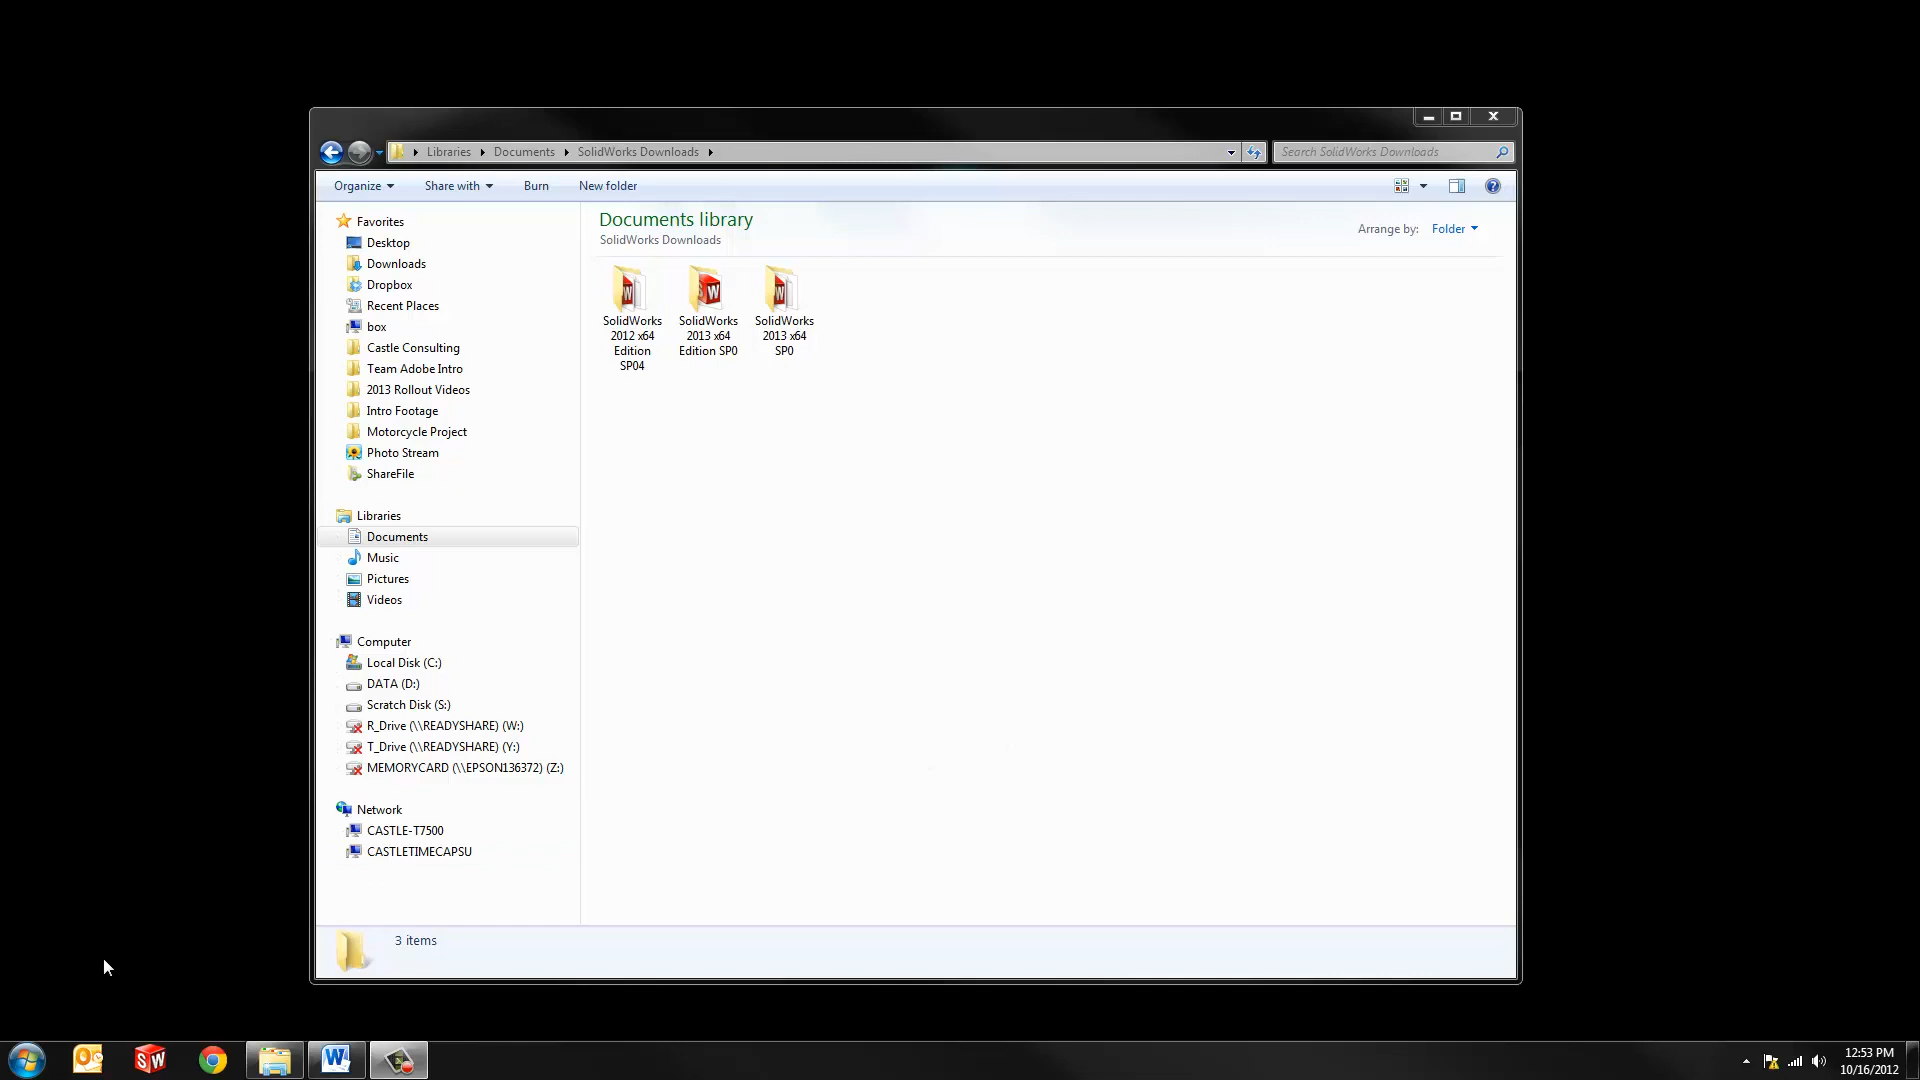 Libraries Documents SolidWorks Downloads
Search SolidWorks Downloads
Organize Share with Burn New folder
Favorites
Desktop
Downloads
Dropbox
Recent Places
box
Castle Consulting
Team Adobe Intro
2013 Rollout Videos
Intro Footage
Motorcycle Project
Photo Stream
ShareFile
Libraries
Documents
Music
Pictures
Videos
Computer
Local Disk (C:)
DATA (D:)
Scratch Disk (S:)
R_Drive (\\READYSHARE) (W:)
T_Drive (\\READYSHARE) (Y:)
MEMORYCARD (\\EPSON136372) (Z:)
Network
CASTLE-T7500
CASTLETIMECAPSU
Documents library
SolidWorks Downloads
Arrange by: Folder
SolidWorks
2012 x64
Edition
SP04
SolidWorks
2013 x64
Edition SP0
SolidWorks
2013 x64
SP0
3 items
12:53 PM
10/16/2012